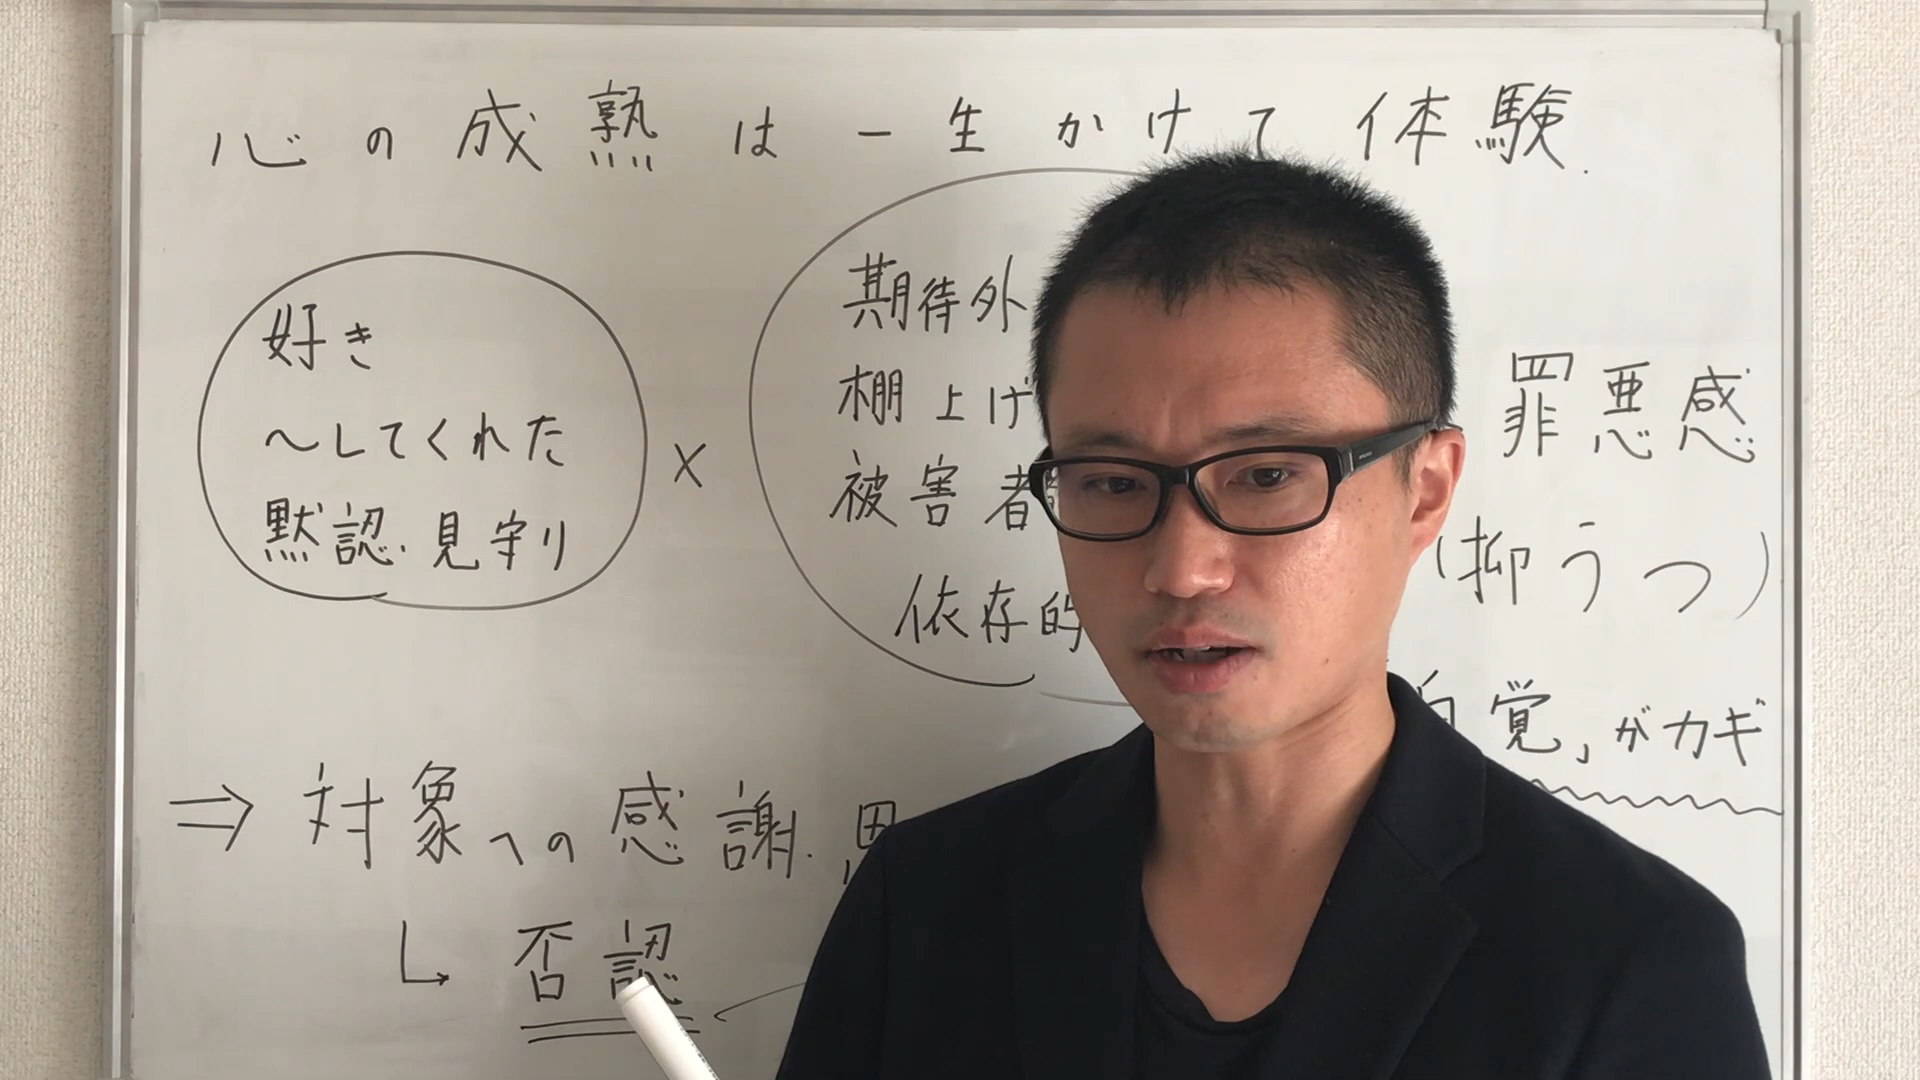 心の成熟は一生かけて体験.
好き
〜してくれた
黙認.見守り
×
期待外
棚上げ
被害者
依存的
罪悪感
(抑うつ)
自覚」がカギ
⇒ 対象への感謝.恩
↳ 否認